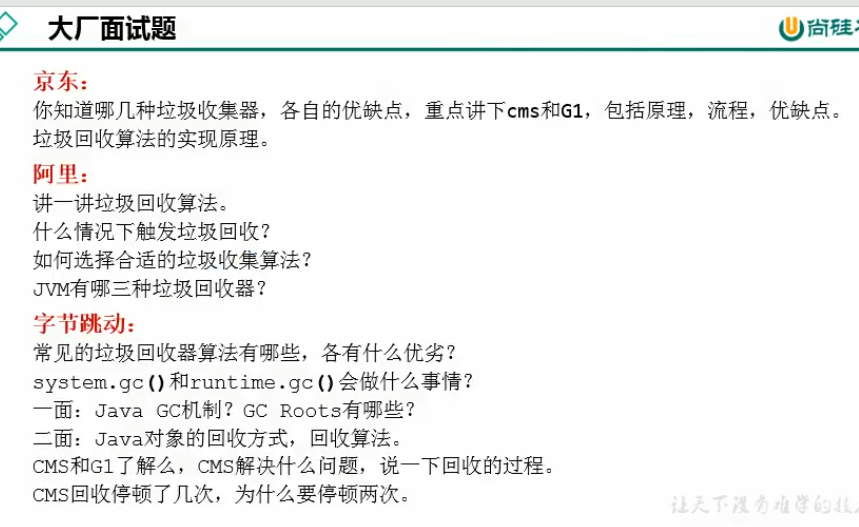 大厂面试题
尚硅
京东：
你知道哪几种垃圾收集器，各自的优缺点，重点讲下cms和G1，包括原理，流程，优缺点。
垃圾回收算法的实现原理。
阿里：
讲一讲垃圾回收算法。
什么情况下触发垃圾回收？
如何选择合适的垃圾收集算法？
JVM有哪三种垃圾回收器？
字节跳动：
常见的垃圾回收器算法有哪些，各有什么优劣？
system.gc()和runtime.gc()会做什么事情？
一面：Java GC机制？GC Roots有哪些？
二面：Java对象的回收方式，回收算法。
CMS和G1了解么，CMS解决什么问题，说一下回收的过程。
CMS回收停顿了几次，为什么要停顿两次。
让天下没有难学的技